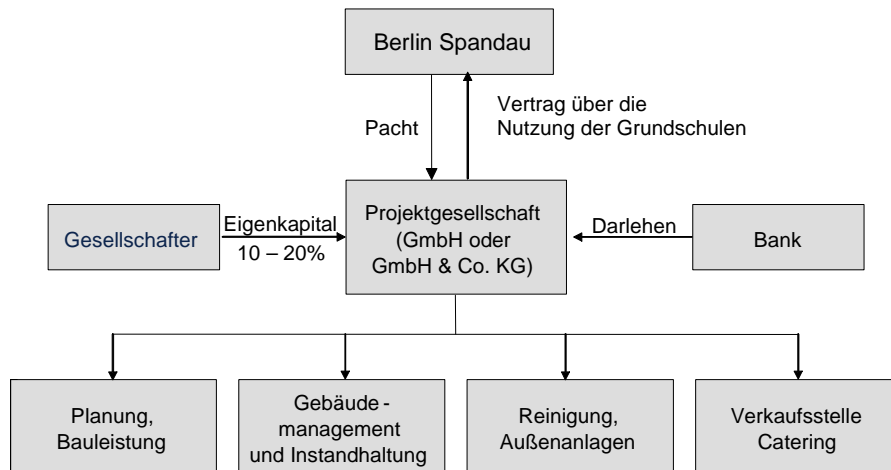 Berlin Spandau
Pacht
Vertrag über die
Nutzung der Grundschulen
Gesellschafter
Eigenkapital
10 – 20%
Projektgesellschaft
(GmbH oder
GmbH & Co. KG)
Darlehen
Bank
Planung,
Bauleistung
Gebäude -
management
und Instandhaltung
Reinigung,
Außenanlagen
Verkaufsstelle
Catering